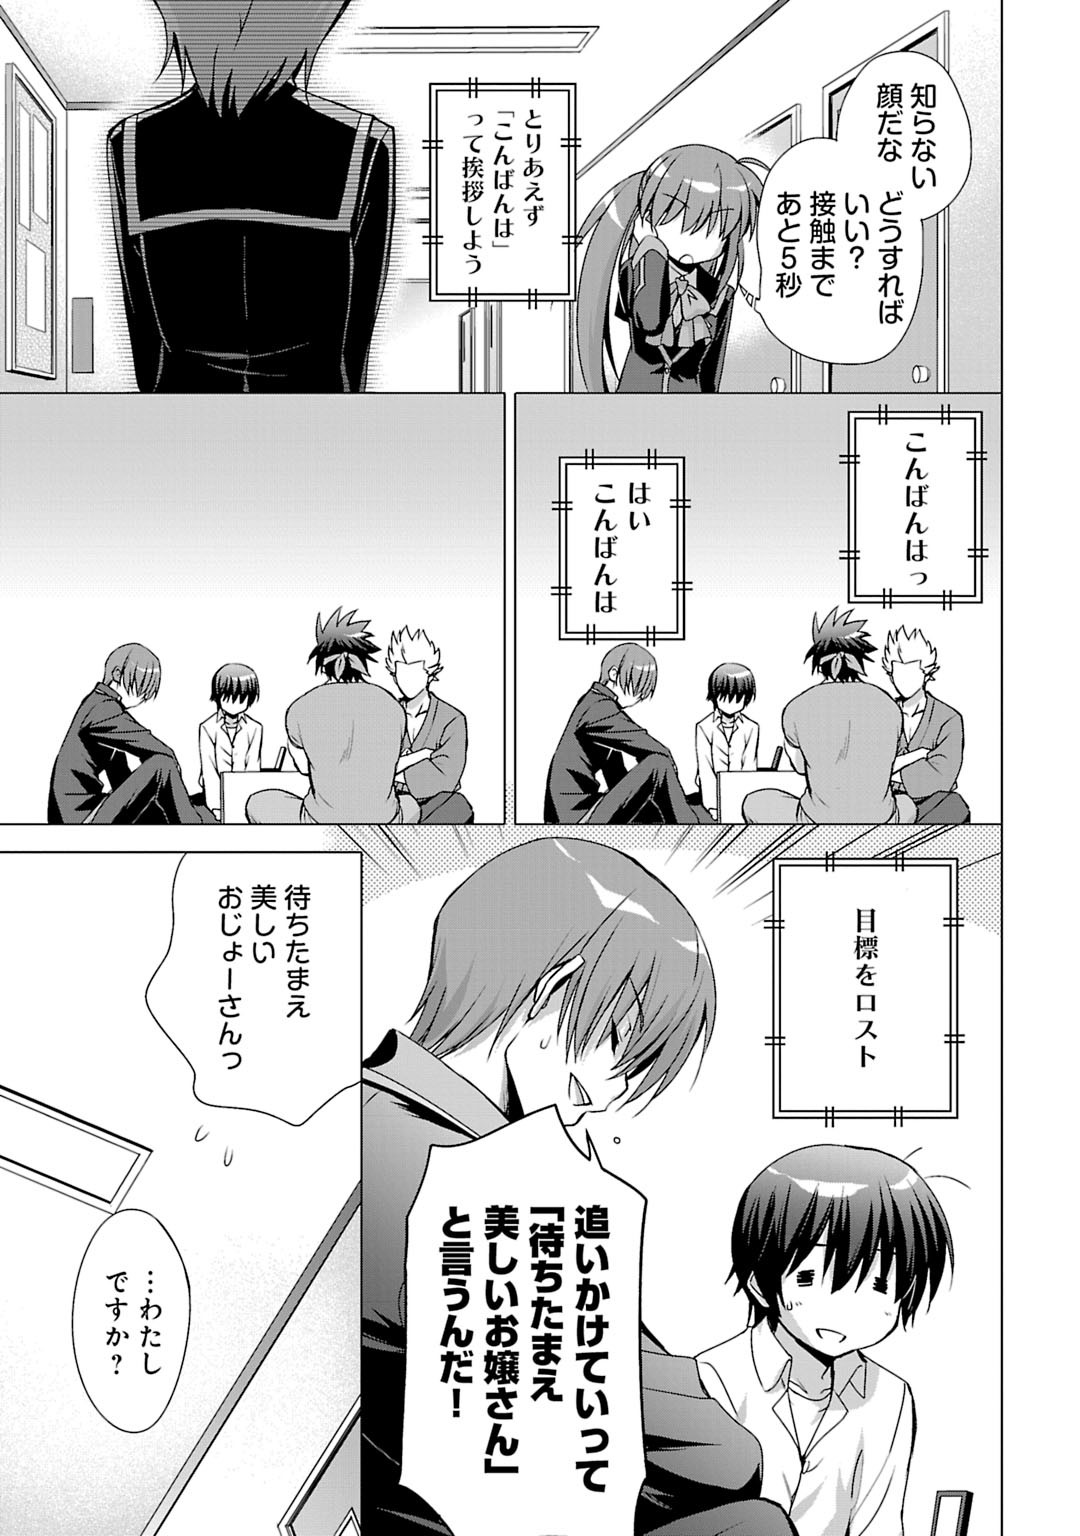 知らない
顔だな
どうすれば
いい？
接触まで
あと5秒
とりあえず
「こんばんは」
って挨拶しよう
こんばんはっ
はい
こんばんは
目標をロスト
追いかけていって
「待ちたまえ
美しいお嬢さん」
と言うんだ！
待ちたまえ
美しい
おじょーさんっ
…わたし
ですか？